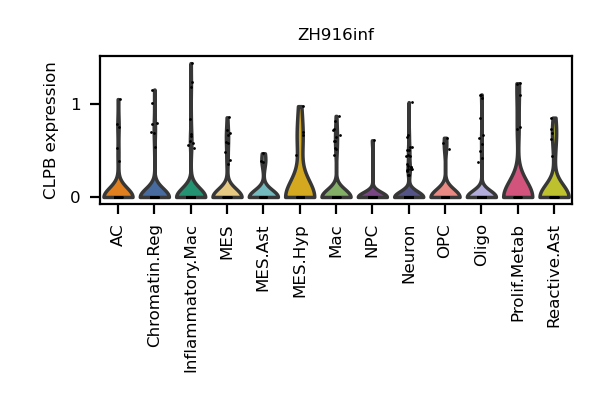 ZH916inf
CLPB expression
1
0
AC
Chromatin.Reg
Inflammatory.Mac
MES
MES.Ast
MES.Hyp
Mac
NPC
Neuron
OPC
Oligo
Prolif.Metab
Reactive.Ast